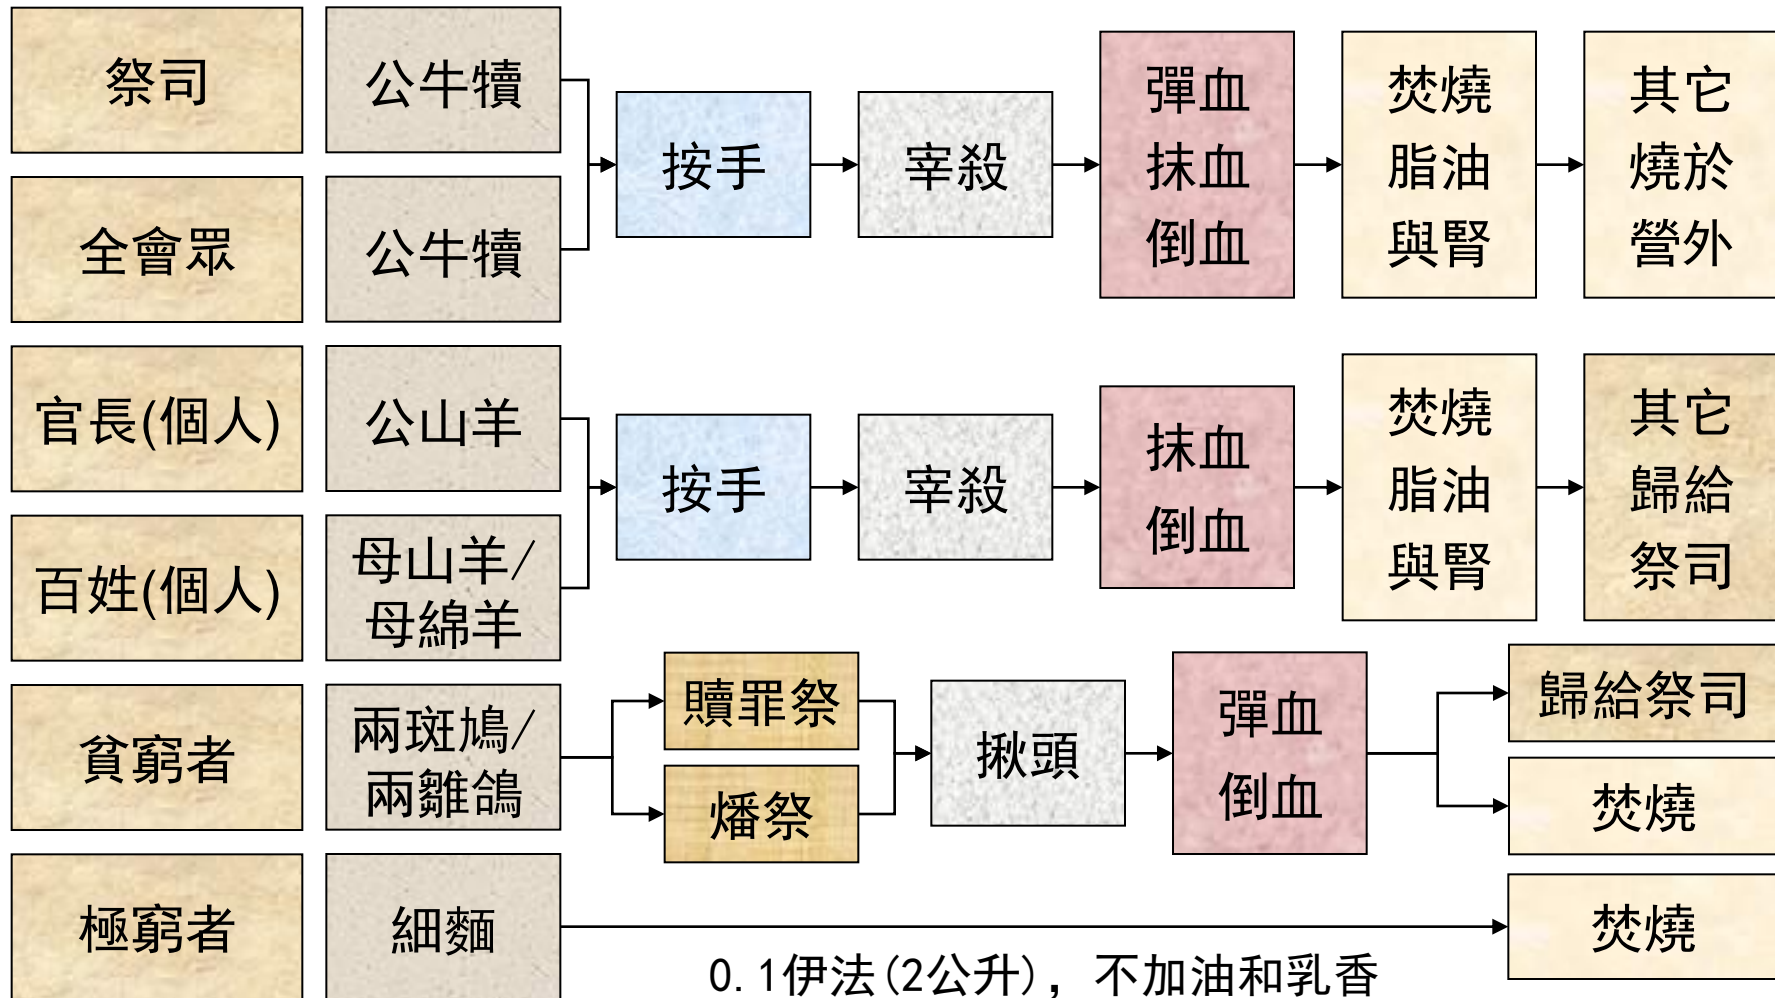 祭司
公牛犢
全會眾
公牛犢
按手
宰殺
彈血
抹血
倒血
焚燒
脂油
與腎
其它
燒於
營外
官長(個人)
公山羊
百姓(個人)
母山羊/
母綿羊
按手
宰殺
抹血
倒血
焚燒
脂油
與腎
其它
歸給
祭司
貧窮者
兩斑鳩/
兩雛鴿
贖罪祭
燔祭
揪頭
彈血
倒血
歸給祭司
焚燒
極窮者
細麵
焚燒
0.1伊法(2公升)，不加油和乳香